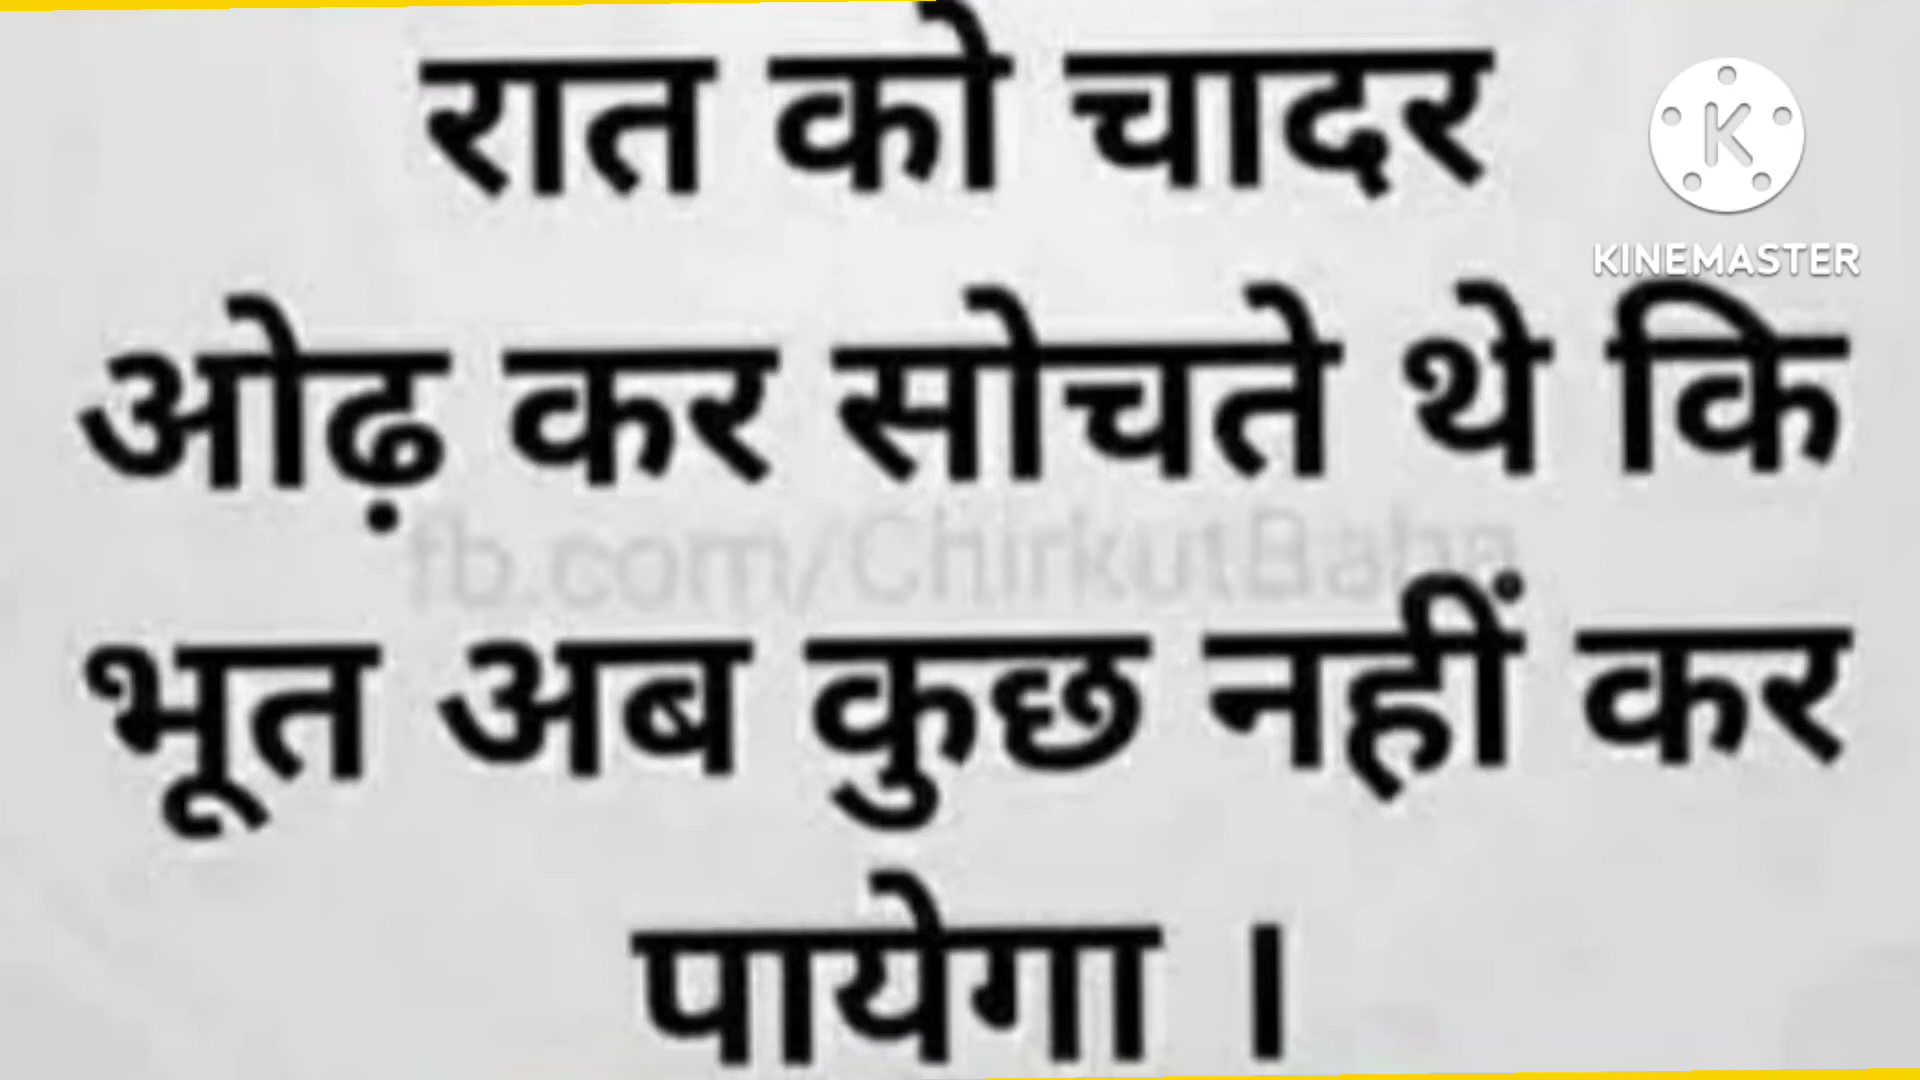 रात को चादर
KINEMASTER
ओढ़ कर सोचते थे कि
fb.com/ChirkutBaba
भूत अब कुछ नहीं कर
पायेगा ।